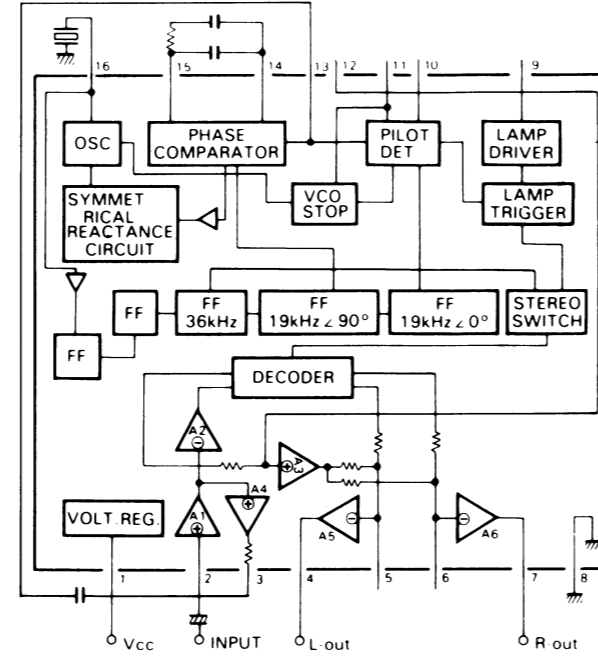 16 15 14 13 12 11 10 9
OSC
PHASE
COMPARATOR
PILOT
DET
LAMP
DRIVER
SYMMET
RICAL
REACTANCE
CIRCUIT
VCO
STOP
LAMP
TRIGGER
FF
FF
FF
36kHz
FF
19kHz∠90°
FF
19kHz∠0°
STEREO
SWITCH
DECODER
A2
A3
A4
A1
VOLT.REG.
A5
A6
1 2 3 4 5 6 7 8
Vcc
INPUT
L-out
R-out